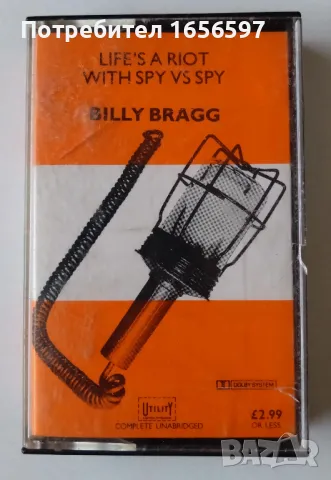 Потребител 1656597
LIFE'S A RIOT
WITH SPY VS SPY
BILLY BRAGG
DOLBY SYSTEM
UTILITY
COMPLETE UNABRIDGED
£2.99
OR LESS
bazar